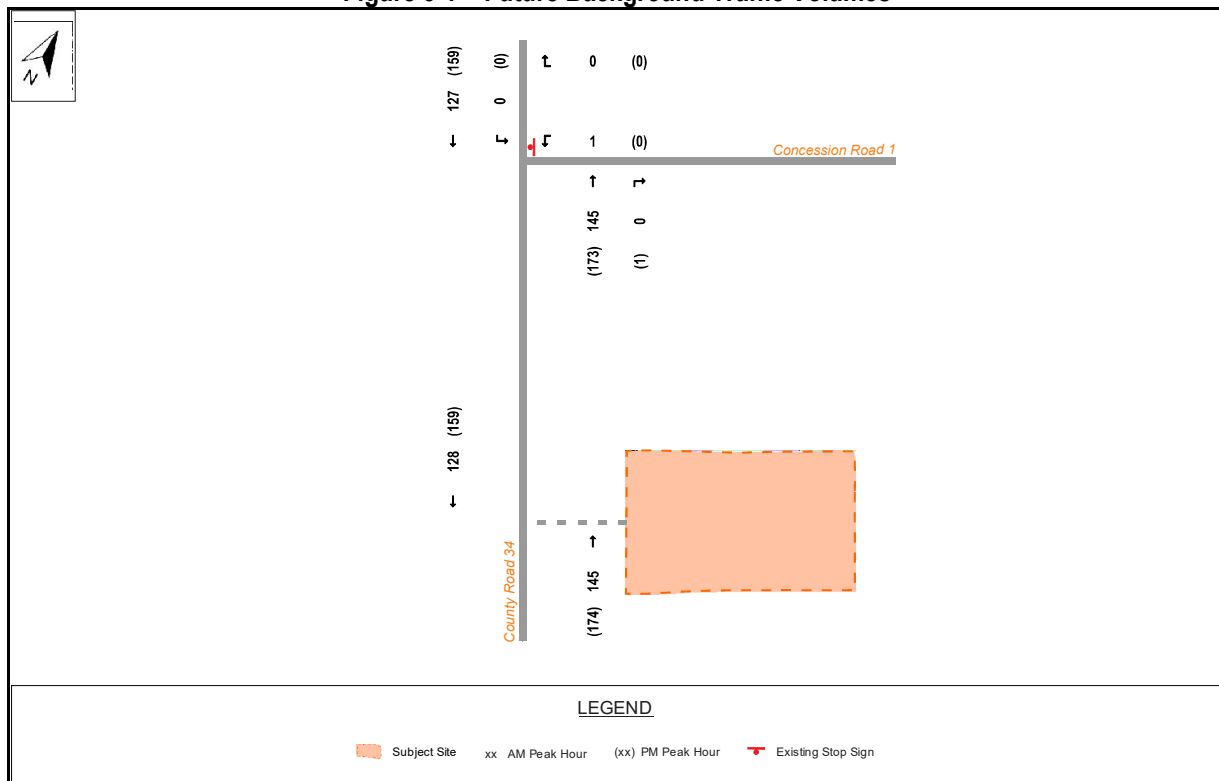 N
127 (159)
0 (0)
0 (0)
1 (0)
Concession Road 1
(173) 145
(1) 0
128 (159)
County Road 34
(174) 145
LEGEND
Subject Site xx AM Peak Hour (xx) PM Peak Hour Existing Stop Sign